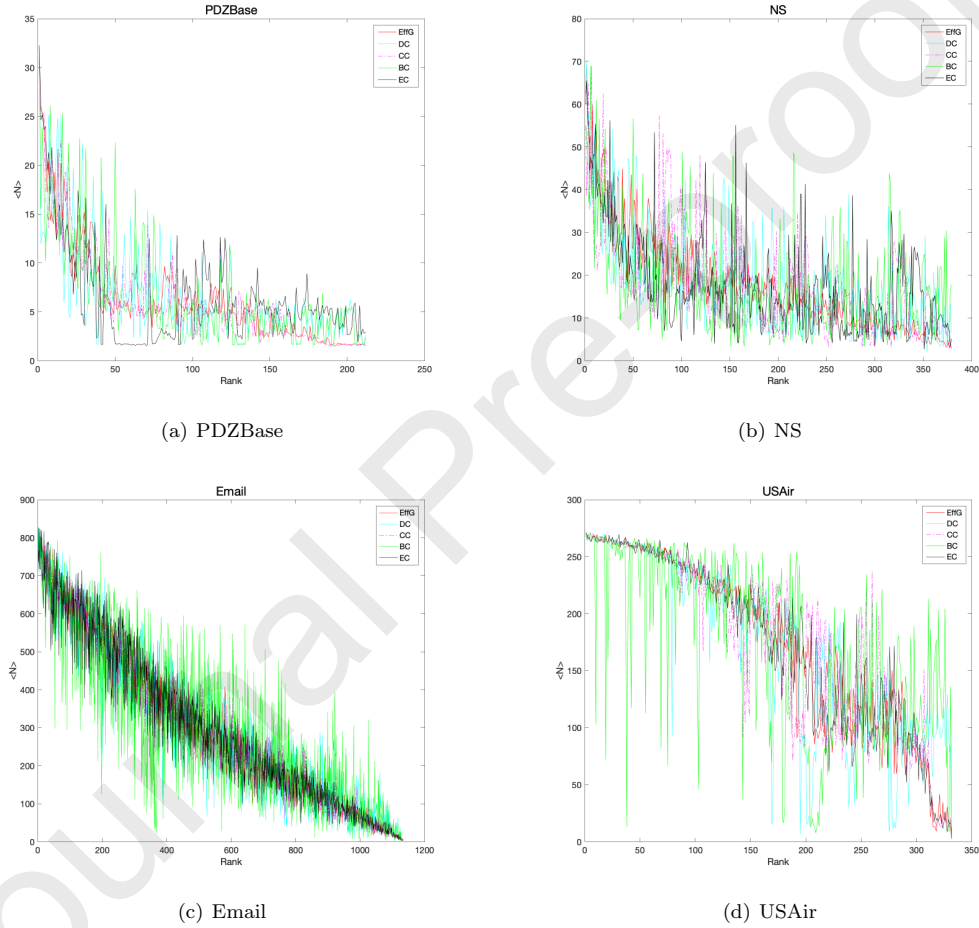 PDZBase
35
30
25
20
15
10
5
0
<N>
0 50 100 150 200 250
Rank
EffG
DC
CC
BC
EC
(a) PDZBase
NS
80
70
60
50
40
30
20
10
0
<N>
0 50 100 150 200 250 300 350 400
Rank
EffG
DC
CC
BC
EC
(b) NS
Email
900
800
700
600
500
400
300
200
100
0
<N>
0 200 400 600 800 1000 1200
Rank
EffG
DC
CC
BC
EC
(c) Email
USAir
300
250
200
150
100
50
0
<N>
0 50 100 150 200 250 300 350
Rank
EffG
DC
CC
BC
EC
(d) USAir
Journal Pre-proof